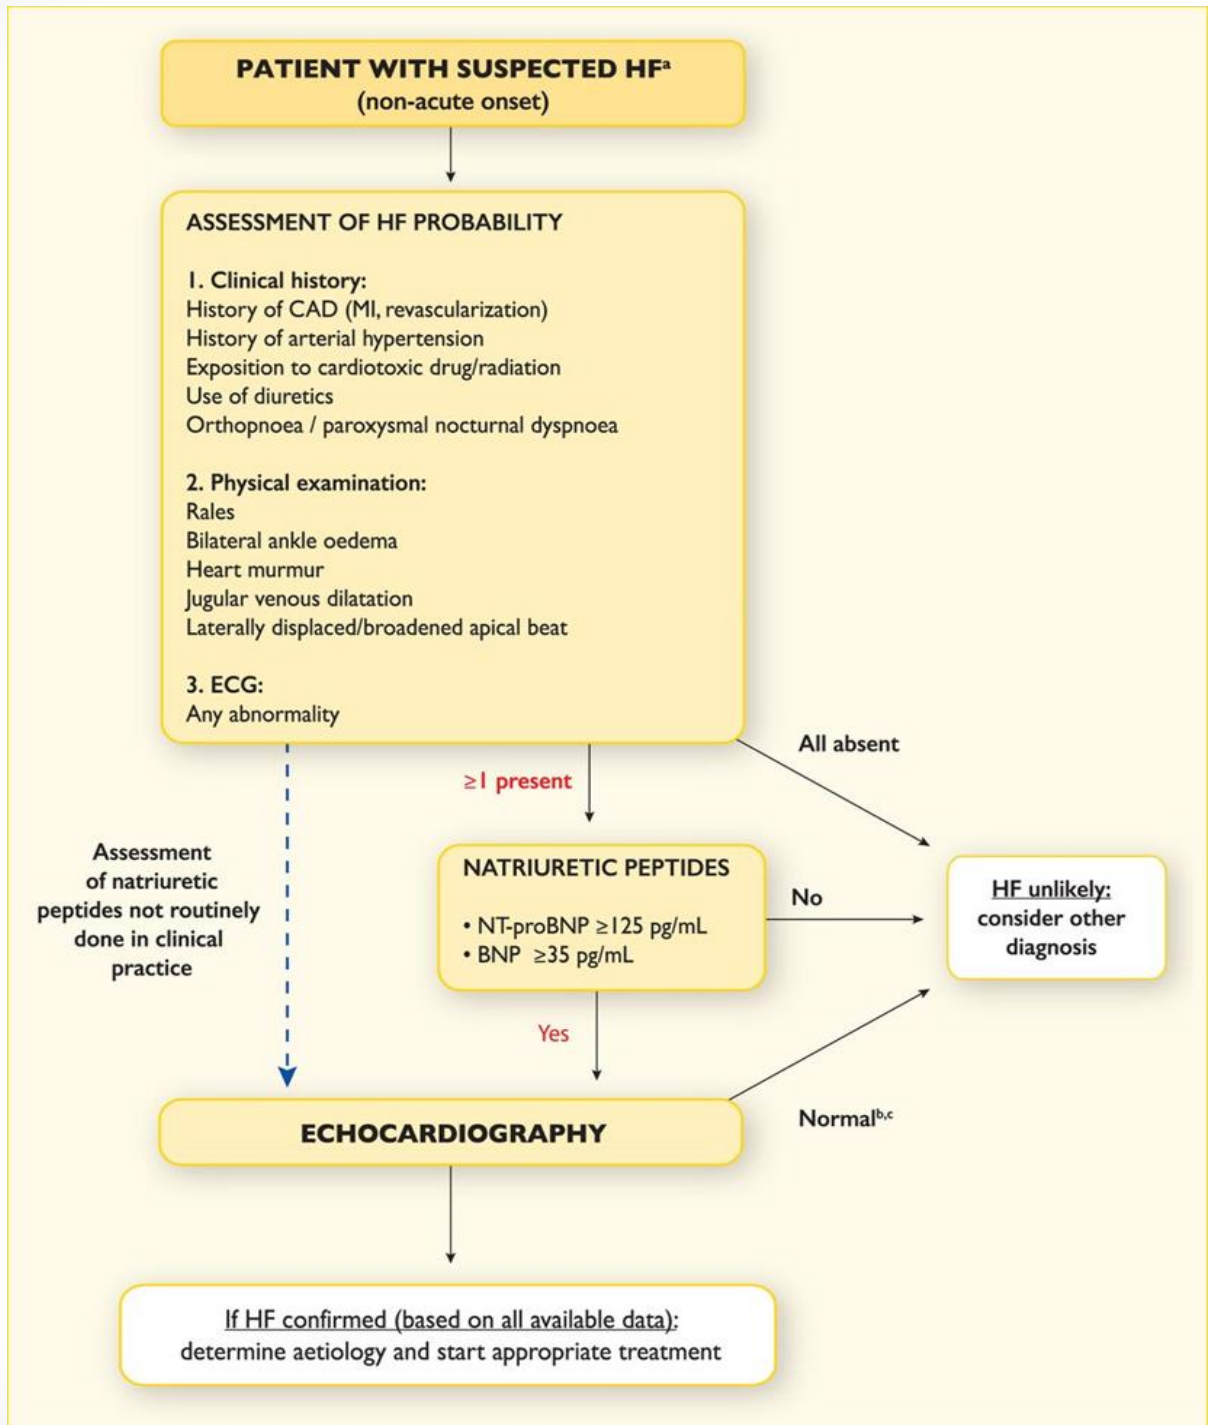 PATIENT WITH SUSPECTED HFᵃ
(non-acute onset)
ASSESSMENT OF HF PROBABILITY
1. Clinical history:
History of CAD (MI, revascularization)
History of arterial hypertension
Exposition to cardiotoxic drug/radiation
Use of diuretics
Orthopnoea / paroxysmal nocturnal dyspnoea
2. Physical examination:
Rales
Bilateral ankle oedema
Heart murmur
Jugular venous dilatation
Laterally displaced/broadened apical beat
3. ECG:
Any abnormality
All absent
≥1 present
Assessment
of natriuretic
peptides not routinely
done in clinical
practice
NATRIURETIC PEPTIDES
• NT-proBNP ≥125 pg/mL
• BNP ≥35 pg/mL
No
HF unlikely:
consider other
diagnosis
Yes
Normalᵇ,ᶜ
ECHOCARDIOGRAPHY
If HF confirmed (based on all available data):
determine aetiology and start appropriate treatment